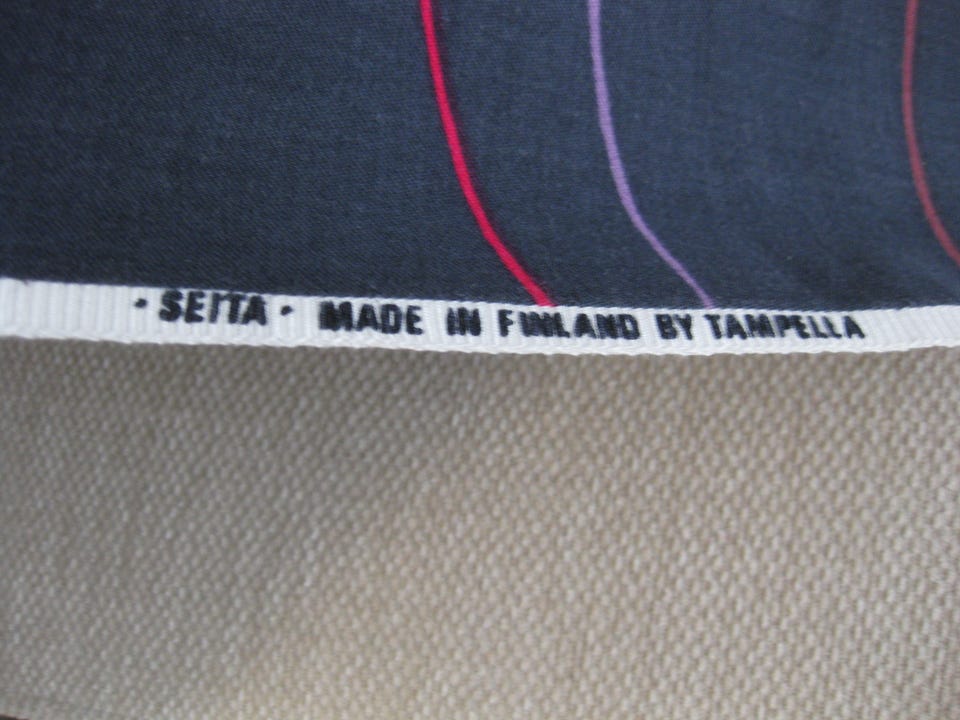 • SEITA • MADE IN FINLAND BY TAMPELLA